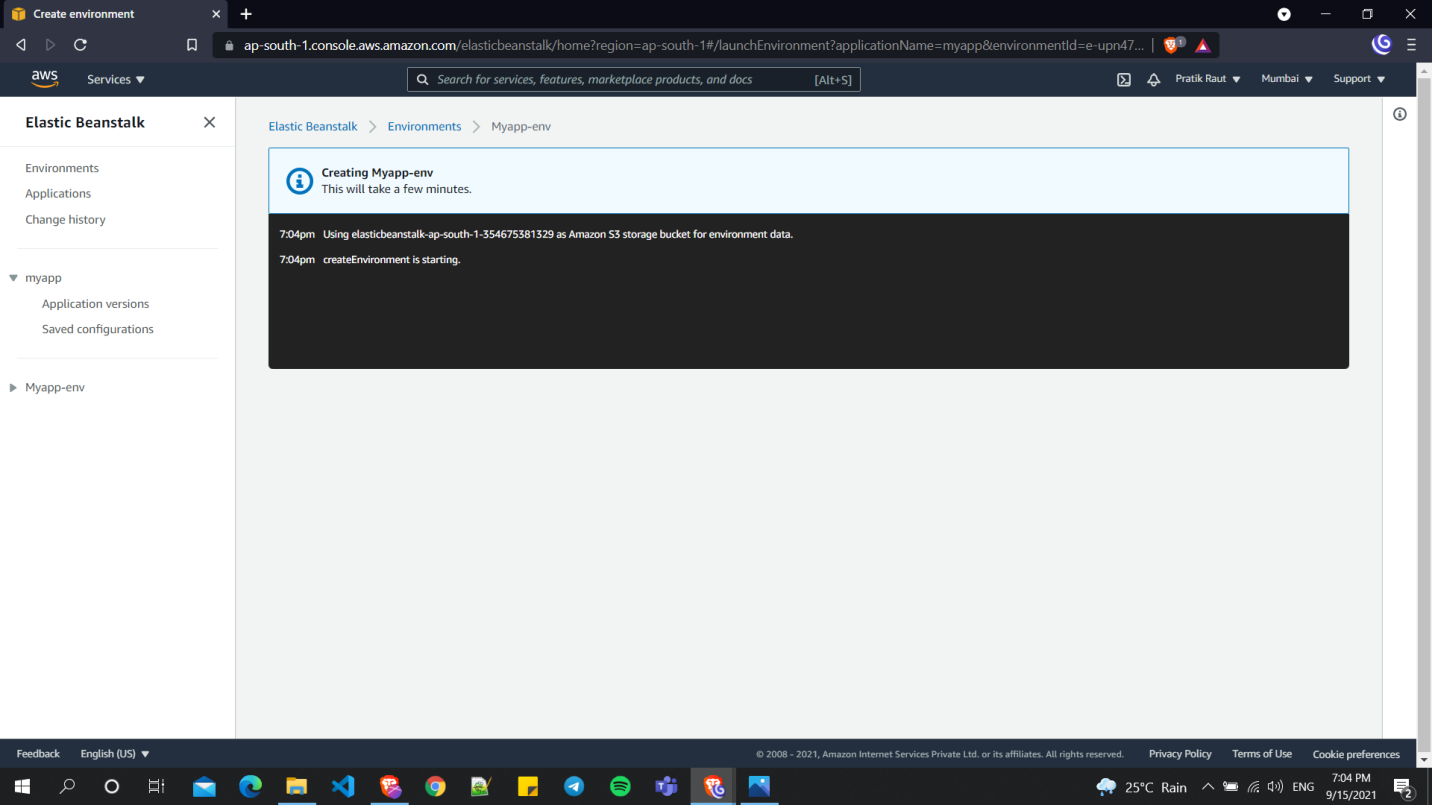 Create environment
ap-south-1.console.aws.amazon.com/elasticbeanstalk/home?region=ap-south-1#/launchEnvironment?applicationName=myapp&environmentId=e-upn47...
1
aws
Services
Search for services, features, marketplace products, and docs
[Alt+S]
Pratik Raut
Mumbai
Support
Elastic Beanstalk
Environments
Applications
Change history
myapp
Application versions
Saved configurations
Myapp-env
Elastic Beanstalk
Environments
Myapp-env
Creating Myapp-env
This will take a few minutes.
7:04pm Using elasticbeanstalk-ap-south-1-354675381329 as Amazon S3 storage bucket for environment data.
7:04pm createEnvironment is starting.
Feedback
English (US)
© 2008 - 2021, Amazon Internet Services Private Ltd. or its affiliates. All rights reserved.
Privacy Policy
Terms of Use
Cookie preferences
25°C Rain
ENG
7:04 PM
9/15/2021
2